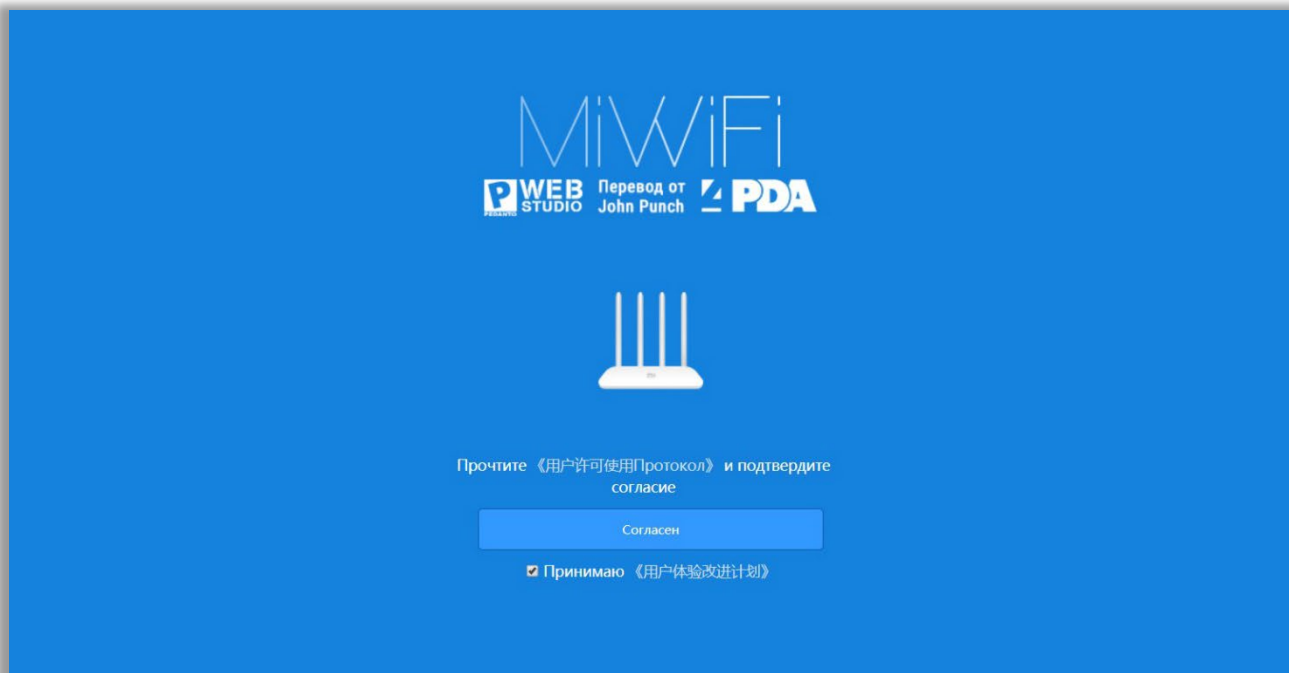 MiWiFi
P WEB STUDIO PEDANTO Перевод от John Punch 4PDA
Прочтите 《用户许可使用Протокол》 и подтвердите
согласие
Согласен
Принимаю 《用户体验改进计划》